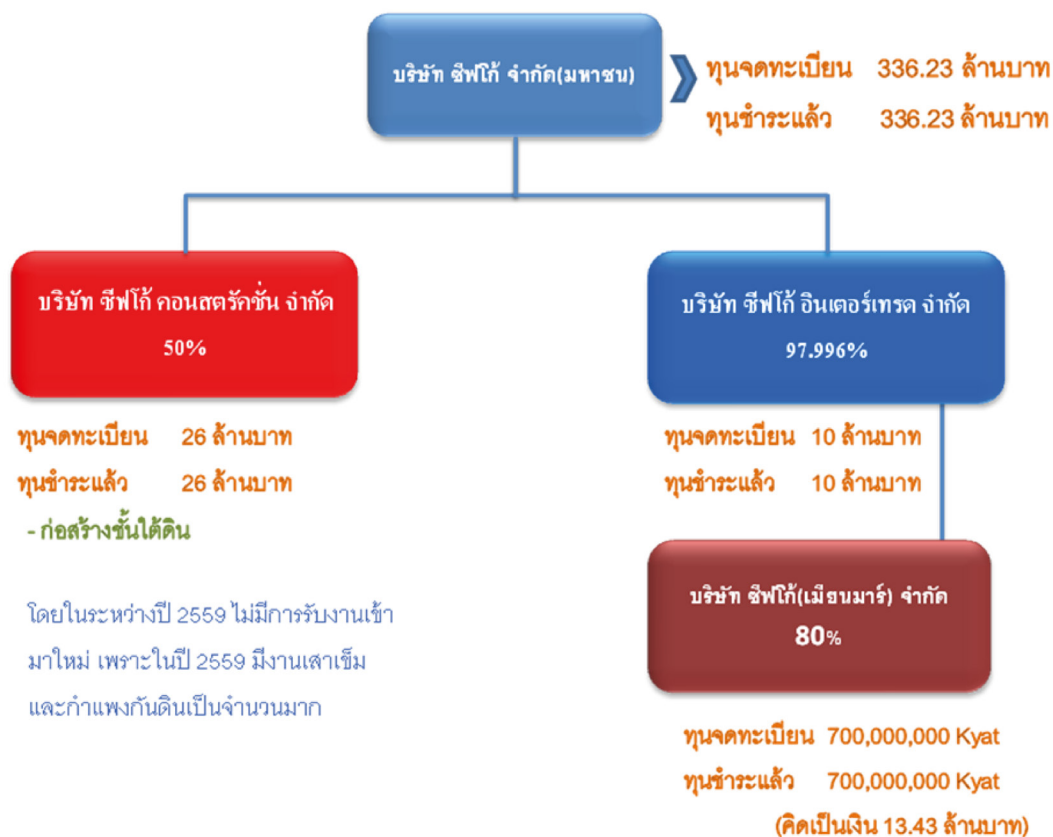 บริษัท ซีฟโก้ จำกัด(มหาชน)
ทุนจดทะเบียน 336.23 ล้านบาท
ทุนชำระแล้ว 336.23 ล้านบาท
บริษัท ซีฟโก้ คอนสตรัคชั่น จำกัด
50%
ทุนจดทะเบียน 26 ล้านบาท
ทุนชำระแล้ว 26 ล้านบาท
- ก่อสร้างชั้นใต้ดิน
โดยในระหว่างปี 2559 ไม่มีการรับงานเข้า
มาใหม่ เพราะในปี 2559 มีงานเสาเข็ม
และกำแพงกันดินเป็นจำนวนมาก
บริษัท ซีฟโก้ อินเตอร์เทรด จำกัด
97.996%
ทุนจดทะเบียน 10 ล้านบาท
ทุนชำระแล้ว 10 ล้านบาท
บริษัท ซีฟโก้(เมียนมาร์) จำกัด
80%
ทุนจดทะเบียน 700,000,000 Kyat
ทุนชำระแล้ว 700,000,000 Kyat
(คิดเป็นเงิน 13.43 ล้านบาท)